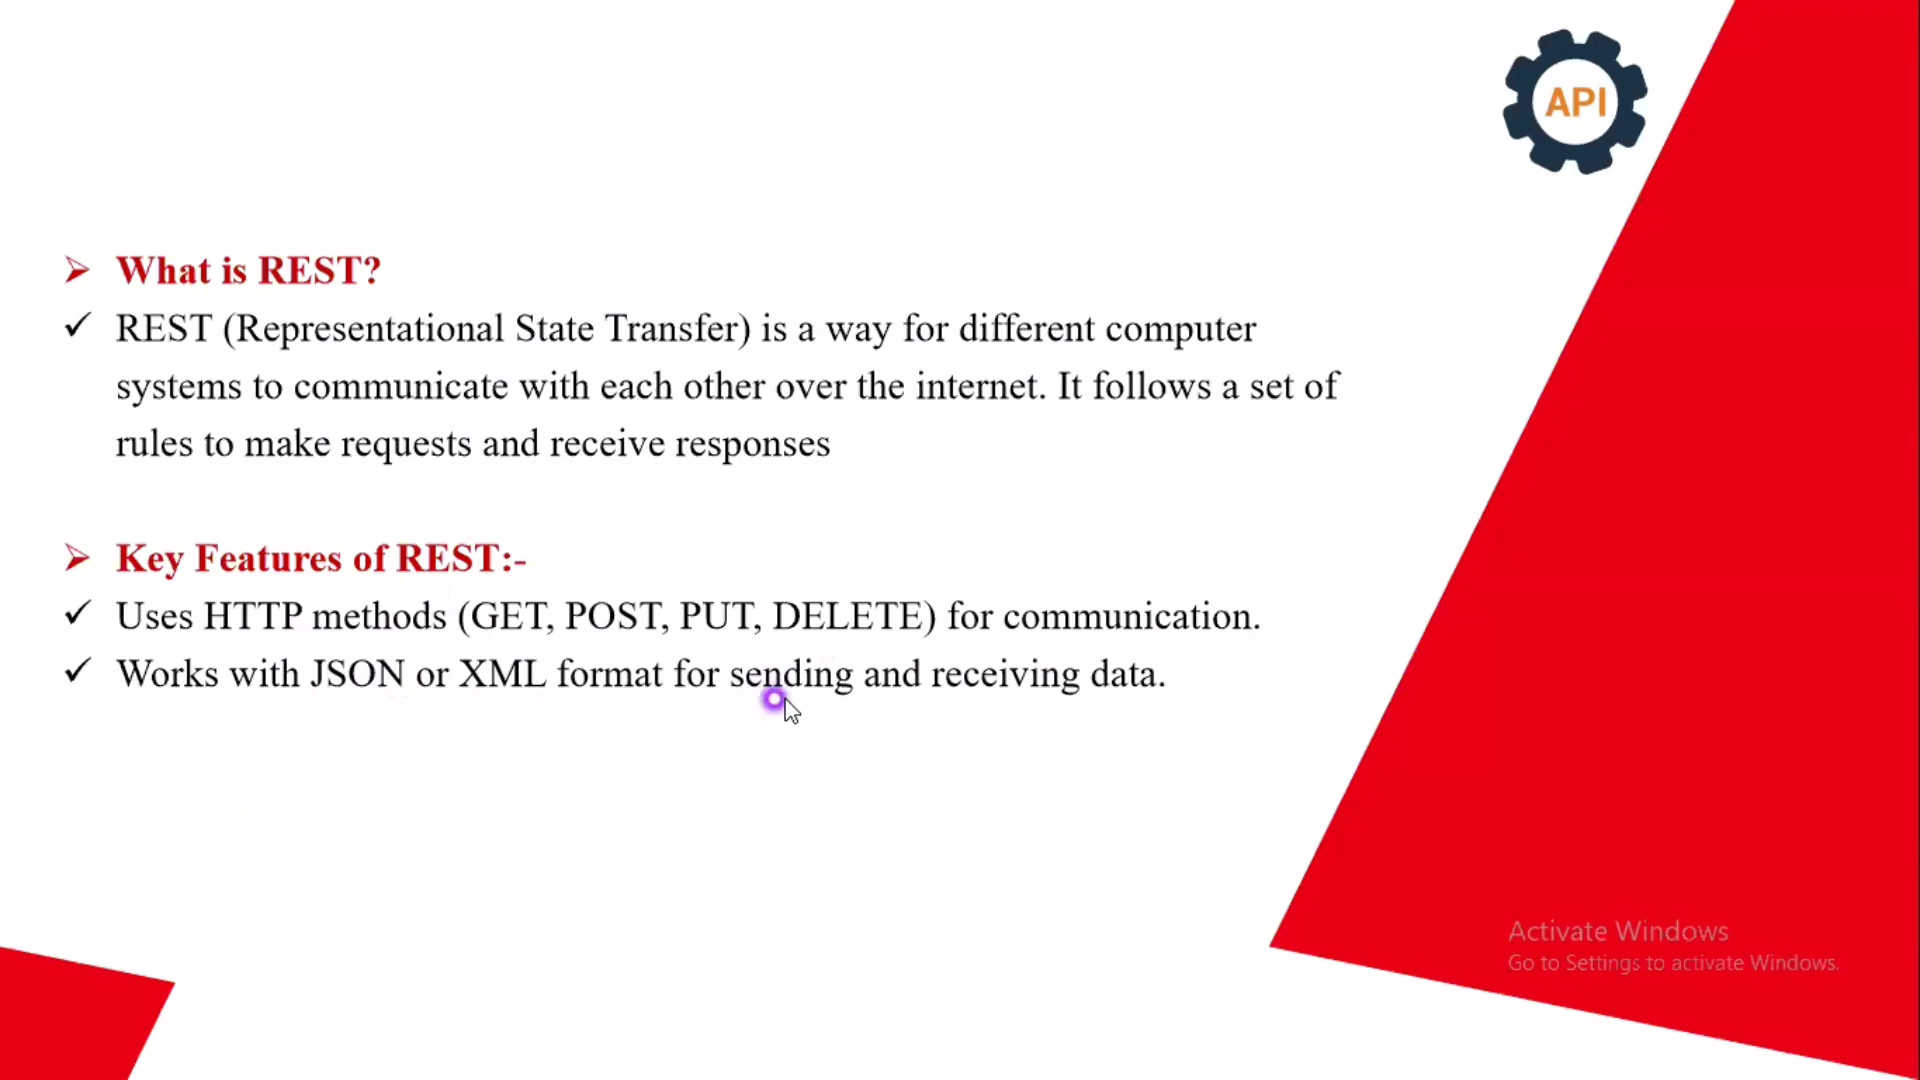 API
➢ What is REST?
✓ REST (Representational State Transfer) is a way for different computer
systems to communicate with each other over the internet. It follows a set of
rules to make requests and receive responses
➢ Key Features of REST:-
✓ Uses HTTP methods (GET, POST, PUT, DELETE) for communication.
✓ Works with JSON or XML format for sending and receiving data.
Activate Windows
Go to Settings to activate Windows.